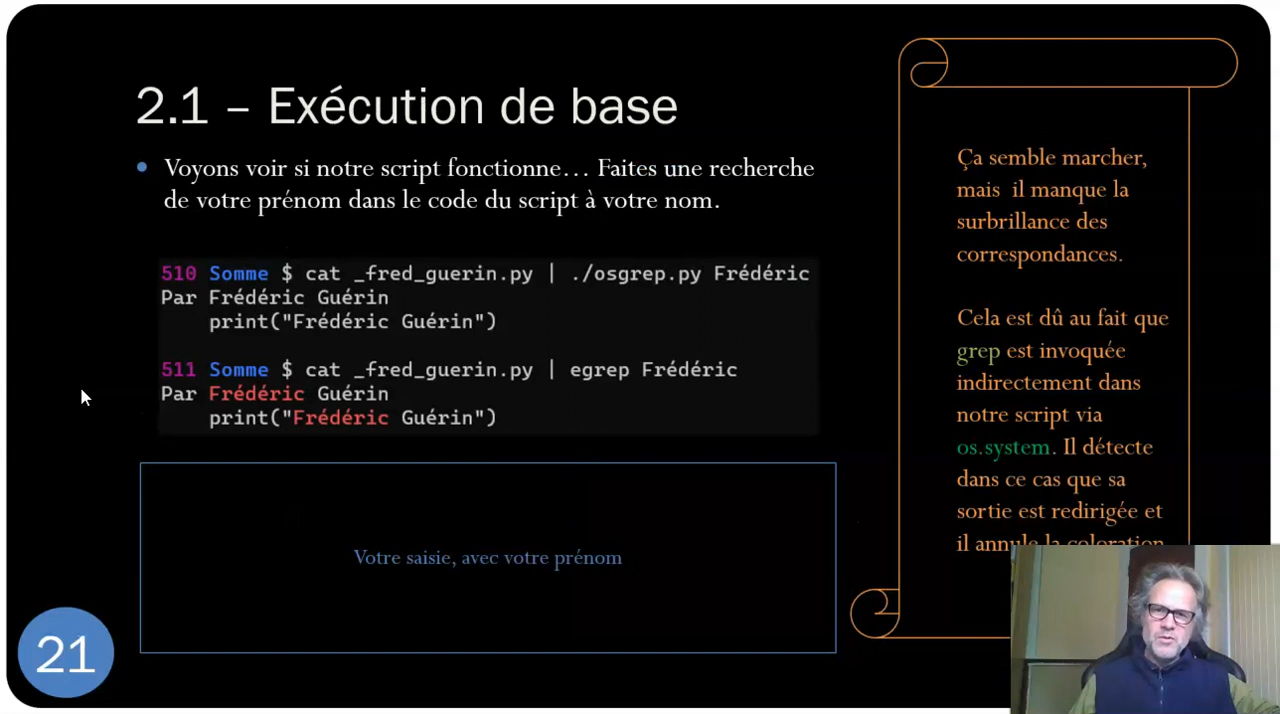 2.1 – Exécution de base
Voyons voir si notre script fonctionne… Faites une recherche
de votre prénom dans le code du script à votre nom.
510 Somme $ cat _fred_guerin.py | ./osgrep.py Frédéric
Par Frédéric Guérin
print("Frédéric Guérin")
511 Somme $ cat _fred_guerin.py | egrep Frédéric
Par Frédéric Guérin
print("Frédéric Guérin")
Votre saisie, avec votre prénom
Ça semble marcher,
mais il manque la
surbrillance des
correspondances.
Cela est dû au fait que
grep est invoquée
indirectement dans
notre script via
os.system. Il détecte
dans ce cas que sa
sortie est redirigée et
il annule la coloration
21